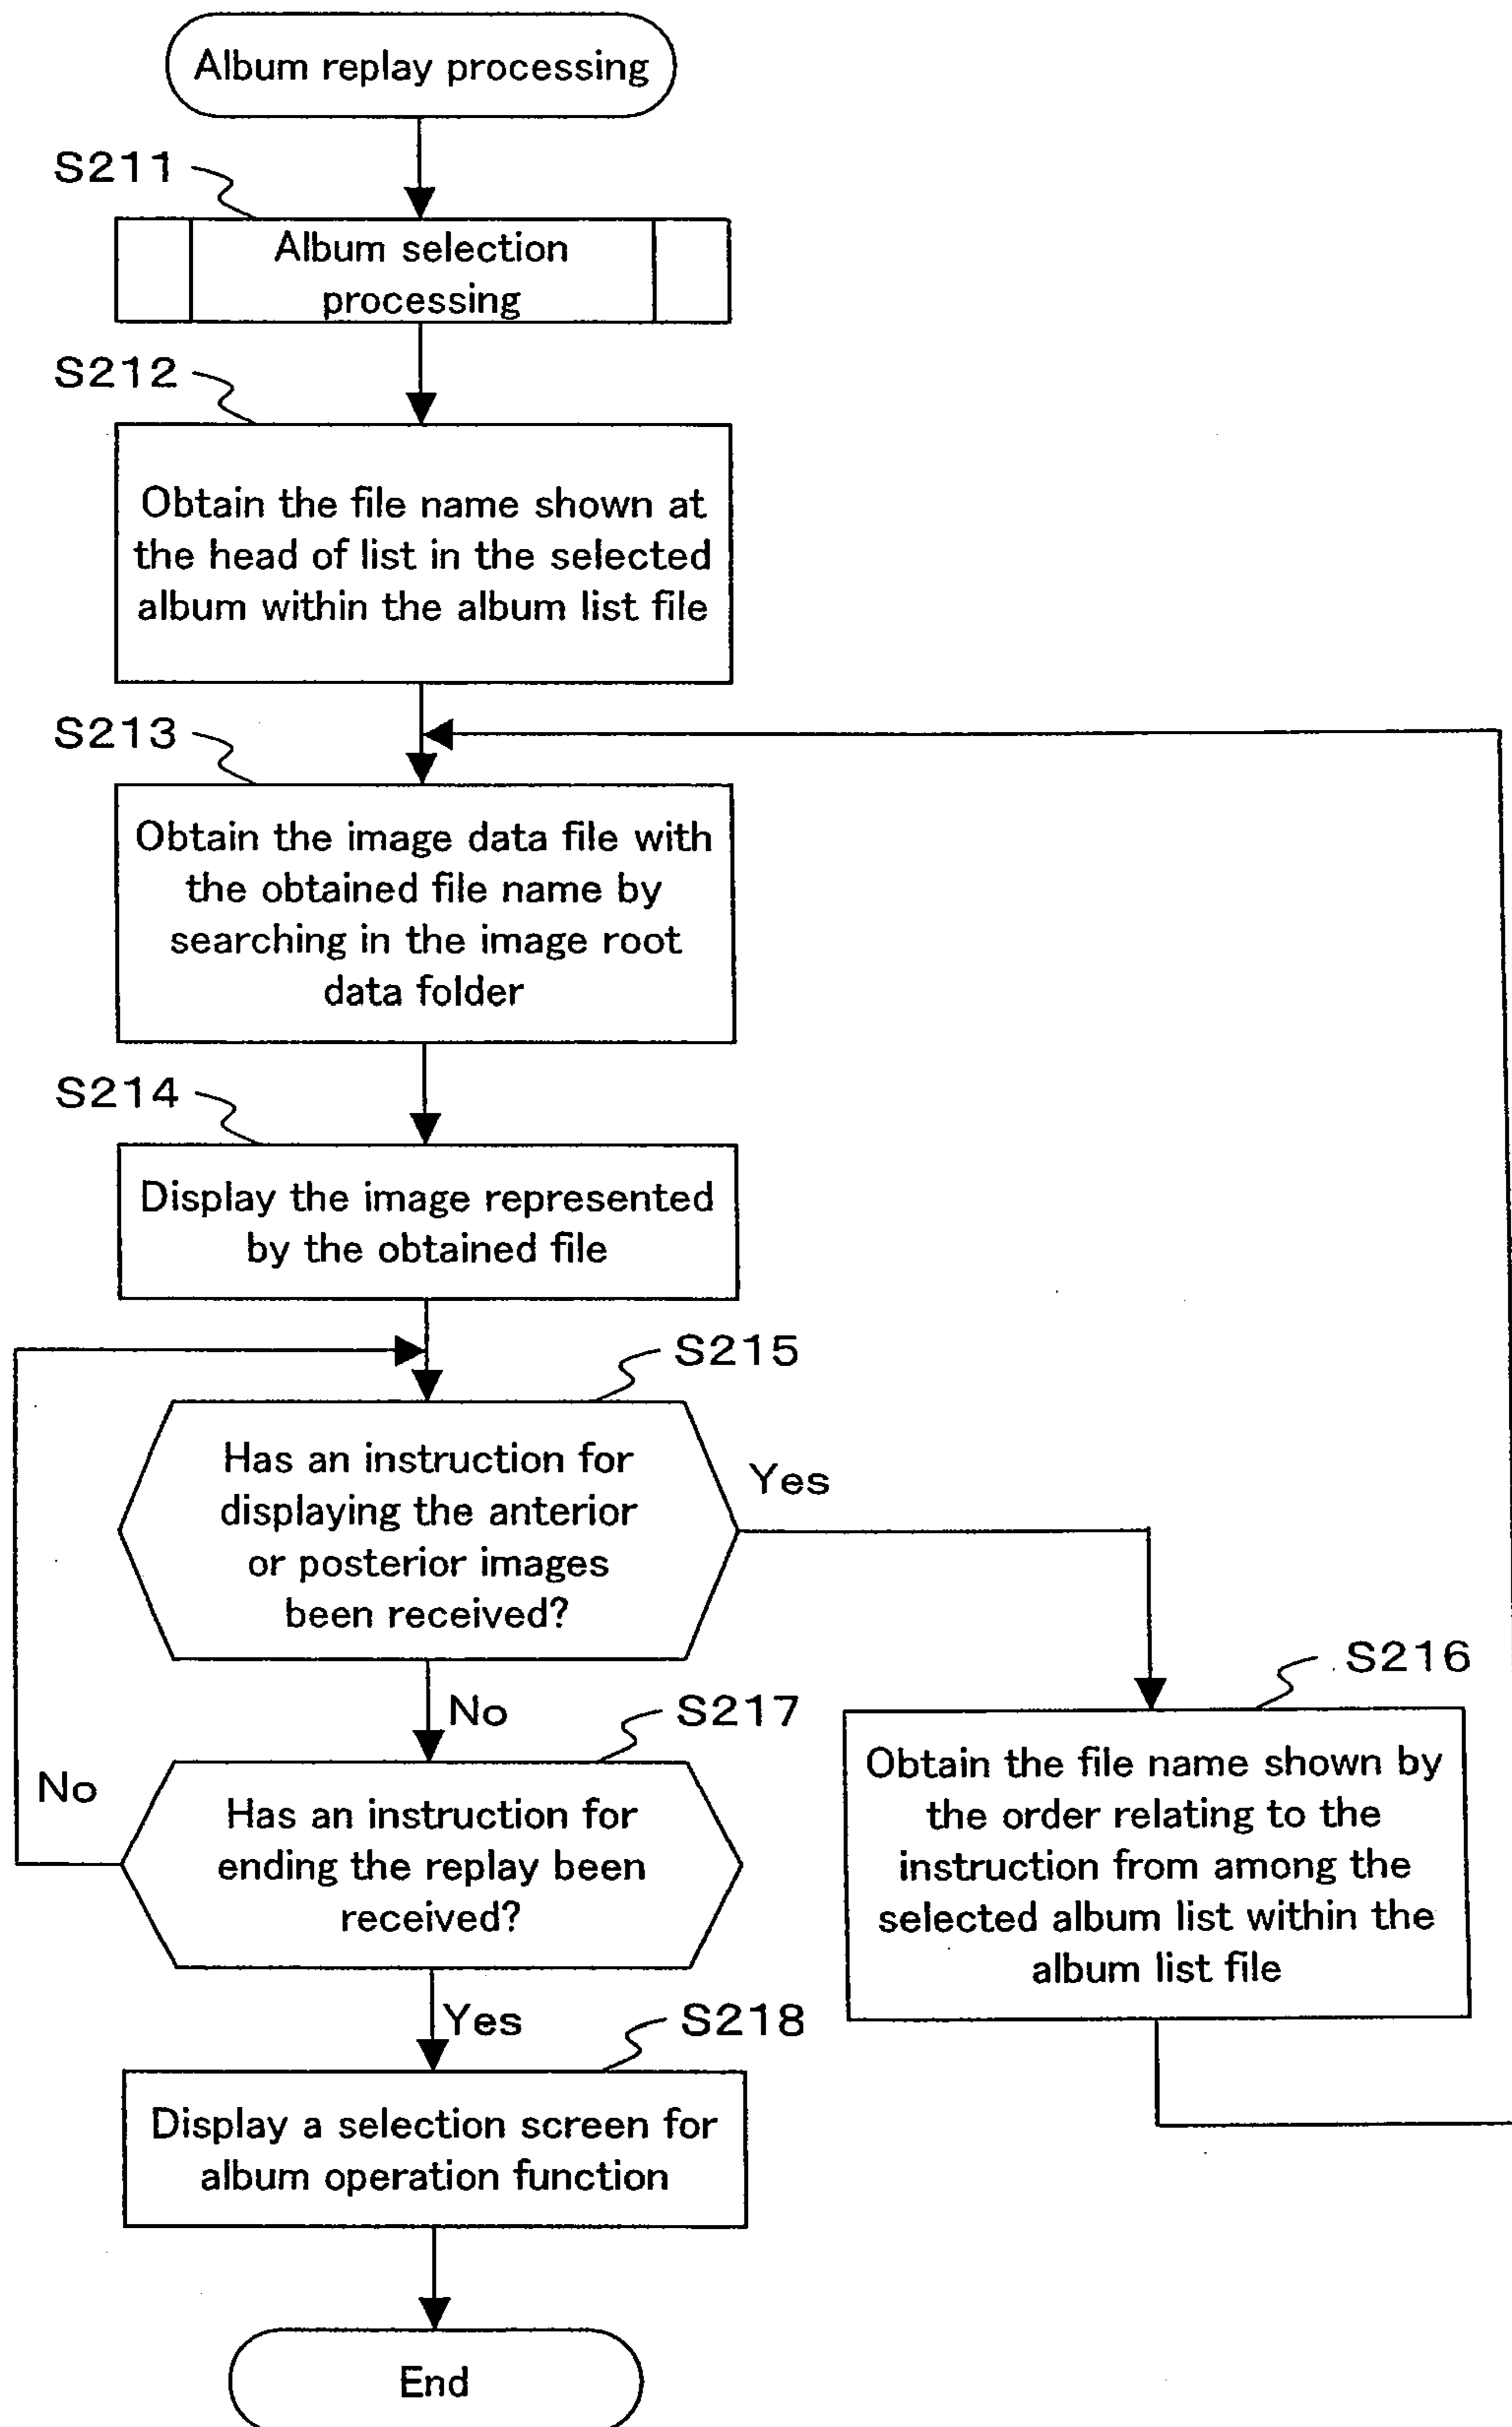 Album replay processing
S211
Album selection
processing
S212
Obtain the file name shown at
the head of list in the selected
album within the album list file
S213
Obtain the image data file with
the obtained file name by
searching in the image root
data folder
S214
Display the image represented
by the obtained file
S215
Has an instruction for
displaying the anterior
or posterior images
been received?
Yes
No
S216
Obtain the file name shown by
the order relating to the
instruction from among the
selected album list within the
album list file
S217
Has an instruction for
ending the replay been
received?
No
Yes
S218
Display a selection screen for
album operation function
End